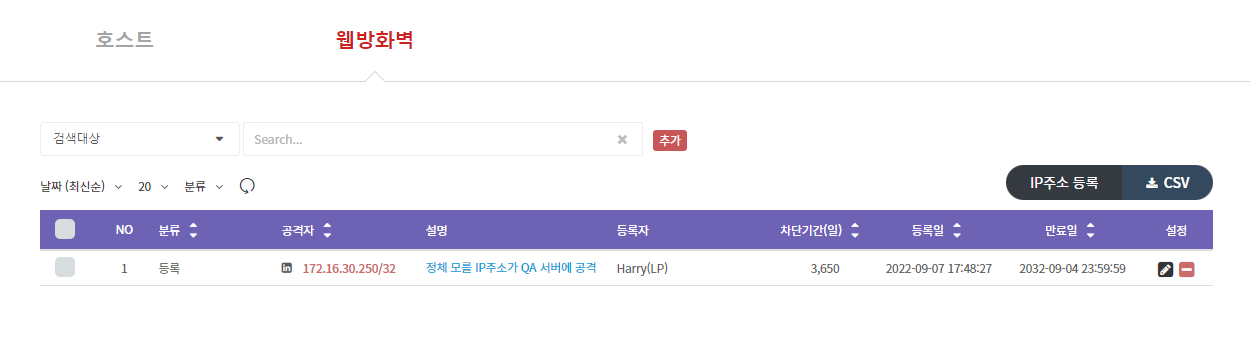 호스트 웹방화벽
검색대상 Search... 추가
날짜 (최신순) 20 분류 IP주소 등록 CSV
NO 분류 공격자 설명 등록자 차단기간(일) 등록일 만료일 설정
1 등록 in 172.16.30.250/32 정체 모를 IP주소가 QA 서버에 공격 Harry(LP) 3,650 2022-09-07 17:48:27 2032-09-04 23:59:59